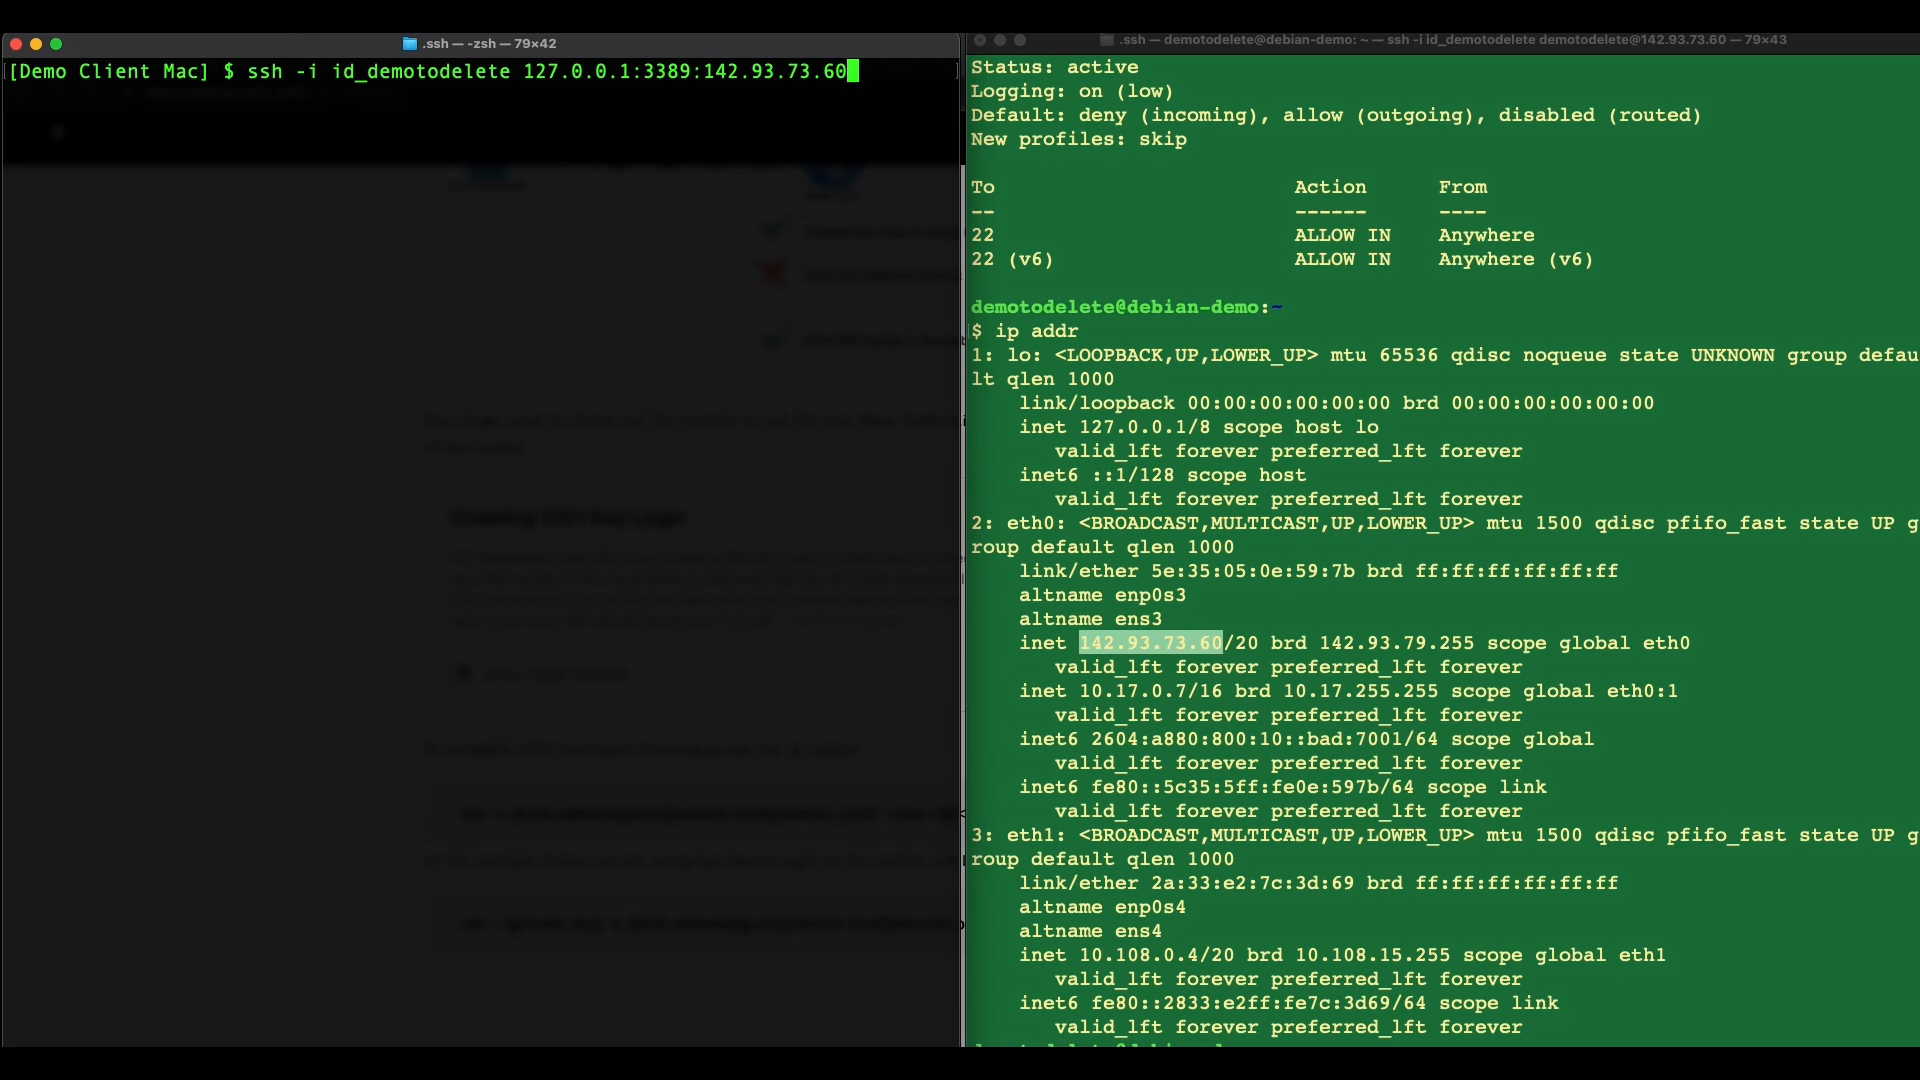 .ssh — -zsh — 79×42
[Demo Client Mac] $ ssh -i id_demotodelete 127.0.0.1:3389:142.93.73.60
.ssh — demotodelete@debian-demo: ~ — ssh -i id_demotodelete demotodelete@142.93.73.60 — 79×43
Status: active
Logging: on (low)
Default: deny (incoming), allow (outgoing), disabled (routed)
New profiles: skip
To Action From
-- ------ ----
22 ALLOW IN Anywhere
22 (v6) ALLOW IN Anywhere (v6)
demotodelete@debian-demo:~
$ ip addr
1: lo: <LOOPBACK,UP,LOWER_UP> mtu 65536 qdisc noqueue state UNKNOWN group defau
lt qlen 1000
link/loopback 00:00:00:00:00:00 brd 00:00:00:00:00:00
inet 127.0.0.1/8 scope host lo
valid_lft forever preferred_lft forever
inet6 ::1/128 scope host
valid_lft forever preferred_lft forever
2: eth0: <BROADCAST,MULTICAST,UP,LOWER_UP> mtu 1500 qdisc pfifo_fast state UP g
roup default qlen 1000
link/ether 5e:35:05:0e:59:7b brd ff:ff:ff:ff:ff:ff
altname enp0s3
altname ens3
inet 142.93.73.60/20 brd 142.93.79.255 scope global eth0
valid_lft forever preferred_lft forever
inet 10.17.0.7/16 brd 10.17.255.255 scope global eth0:1
valid_lft forever preferred_lft forever
inet6 2604:a880:800:10::bad:7001/64 scope global
valid_lft forever preferred_lft forever
inet6 fe80::5c35:5ff:fe0e:597b/64 scope link
valid_lft forever preferred_lft forever
3: eth1: <BROADCAST,MULTICAST,UP,LOWER_UP> mtu 1500 qdisc pfifo_fast state UP g
roup default qlen 1000
link/ether 2a:33:e2:7c:3d:69 brd ff:ff:ff:ff:ff:ff
altname enp0s4
altname ens4
inet 10.108.0.4/20 brd 10.108.15.255 scope global eth1
valid_lft forever preferred_lft forever
inet6 fe80::2833:e2ff:fe7c:3d69/64 scope link
valid_lft forever preferred_lft forever